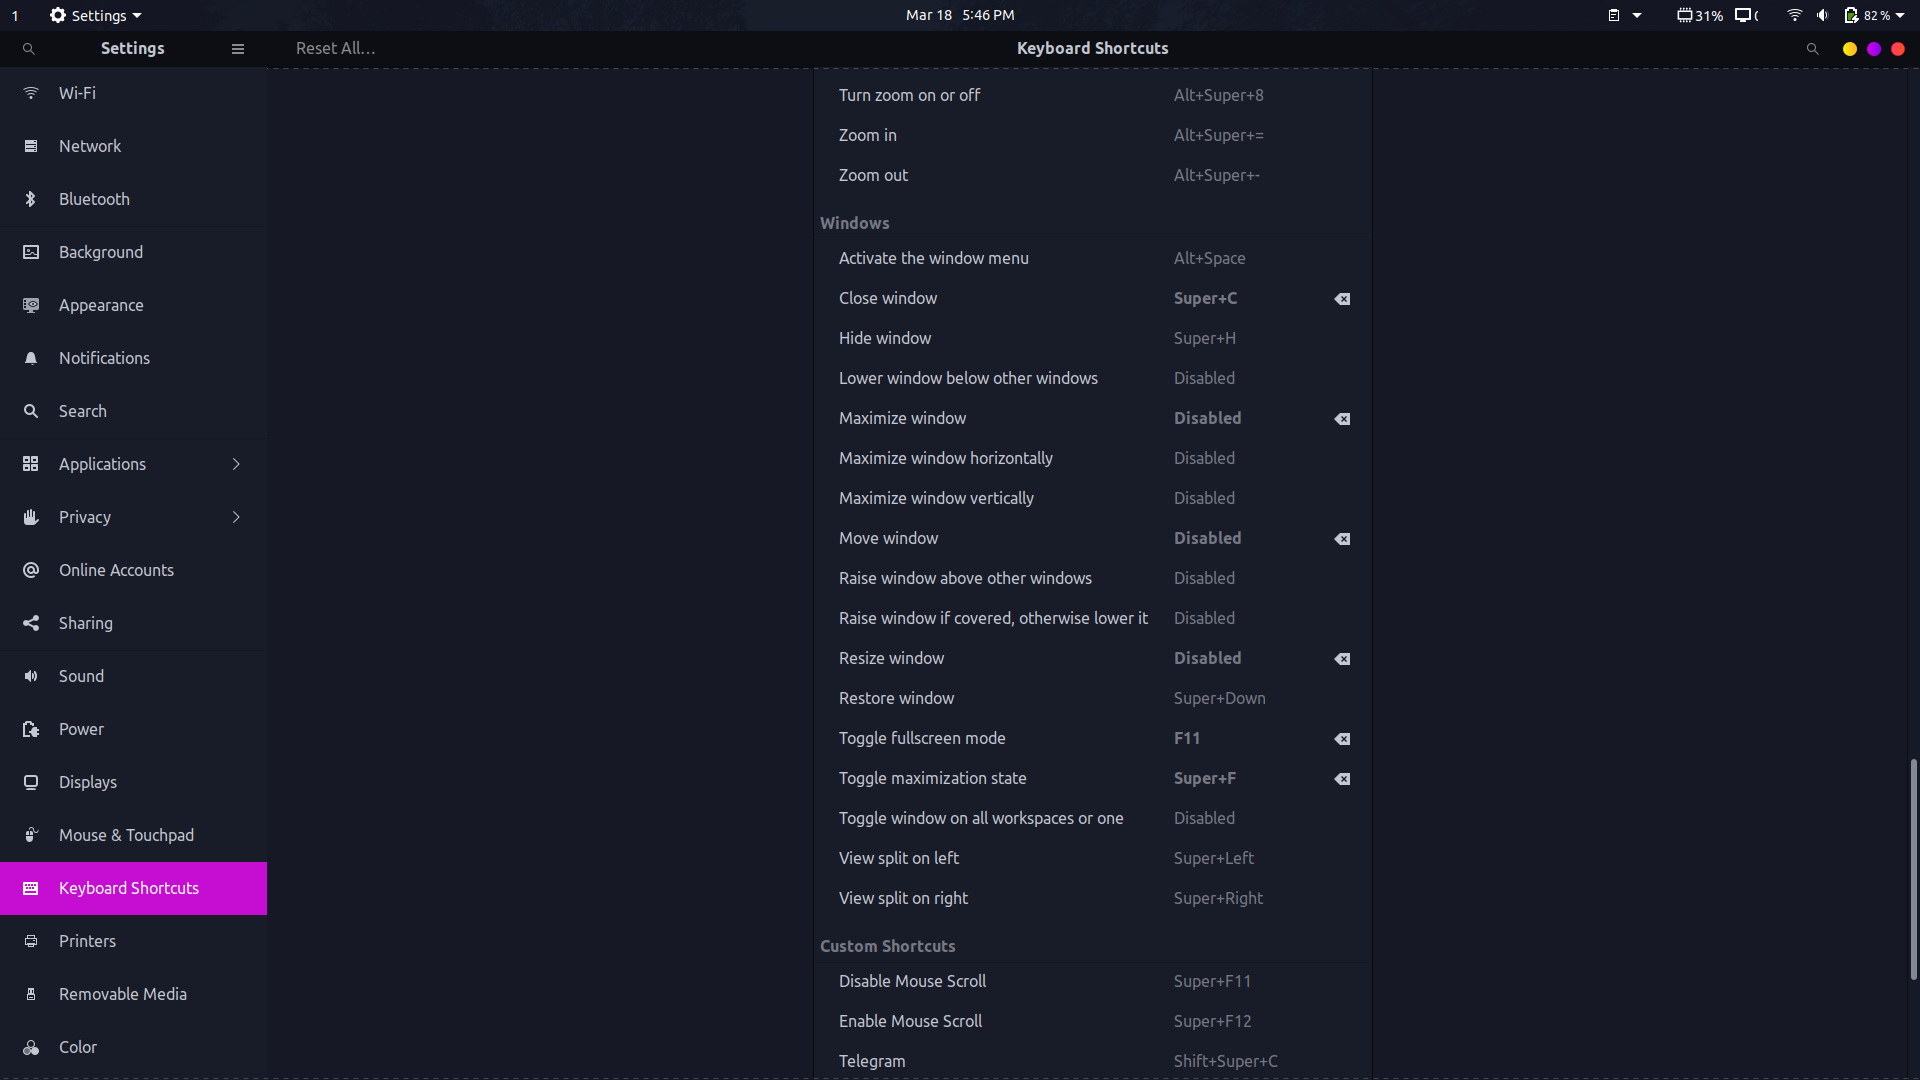 1 Settings Mar 18 5:46 PM 31% 82 %
Settings Reset All... Keyboard Shortcuts
Wi-Fi
Network
Bluetooth
Background
Appearance
Notifications
Search
Applications
Privacy
Online Accounts
Sharing
Sound
Power
Displays
Mouse & Touchpad
Keyboard Shortcuts
Printers
Removable Media
Color
Turn zoom on or off Alt+Super+8
Zoom in Alt+Super+=
Zoom out Alt+Super+-
Windows
Activate the window menu Alt+Space
Close window Super+C
Hide window Super+H
Lower window below other windows Disabled
Maximize window Disabled
Maximize window horizontally Disabled
Maximize window vertically Disabled
Move window Disabled
Raise window above other windows Disabled
Raise window if covered, otherwise lower it Disabled
Resize window Disabled
Restore window Super+Down
Toggle fullscreen mode F11
Toggle maximization state Super+F
Toggle window on all workspaces or one Disabled
View split on left Super+Left
View split on right Super+Right
Custom Shortcuts
Disable Mouse Scroll Super+F11
Enable Mouse Scroll Super+F12
Telegram Shift+Super+C